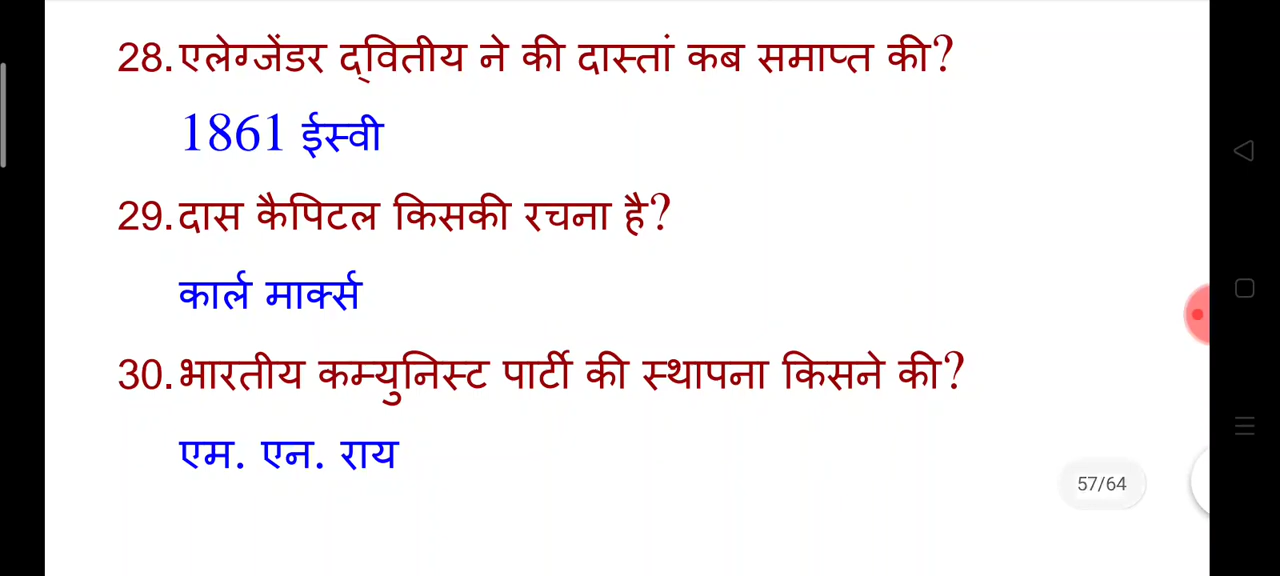 28. एलेग्जेंडर द्वितीय ने की दास्तां कब समाप्त की?
1861 ईस्वी
29. दास कैपिटल किसकी रचना है?
कार्ल मार्क्स
30. भारतीय कम्युनिस्ट पार्टी की स्थापना किसने की?
एम. एन. राय
57/64